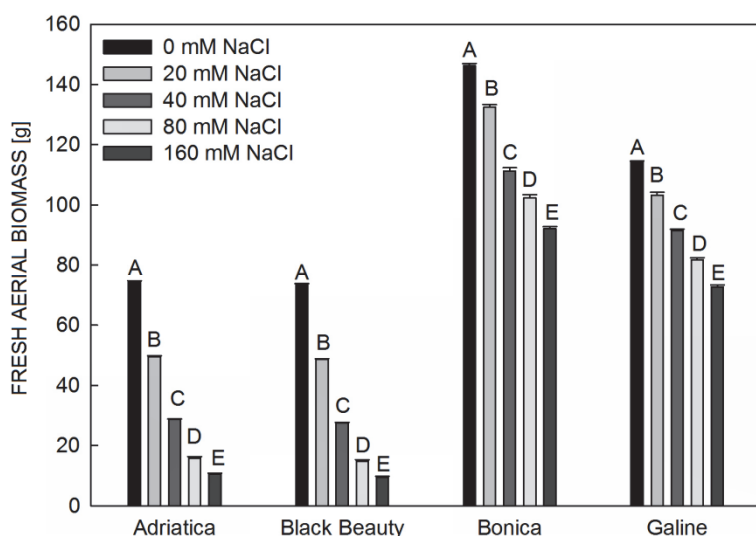 FRESH AERIAL BIOMASS [g]
160
140
120
100
80
60
40
20
0
0 mM NaCl
20 mM NaCl
40 mM NaCl
80 mM NaCl
160 mM NaCl
A
B
C
D
E
A
B
C
D
E
A
B
C
D
E
A
B
C
D
E
Adriatica Black Beauty Bonica Galine